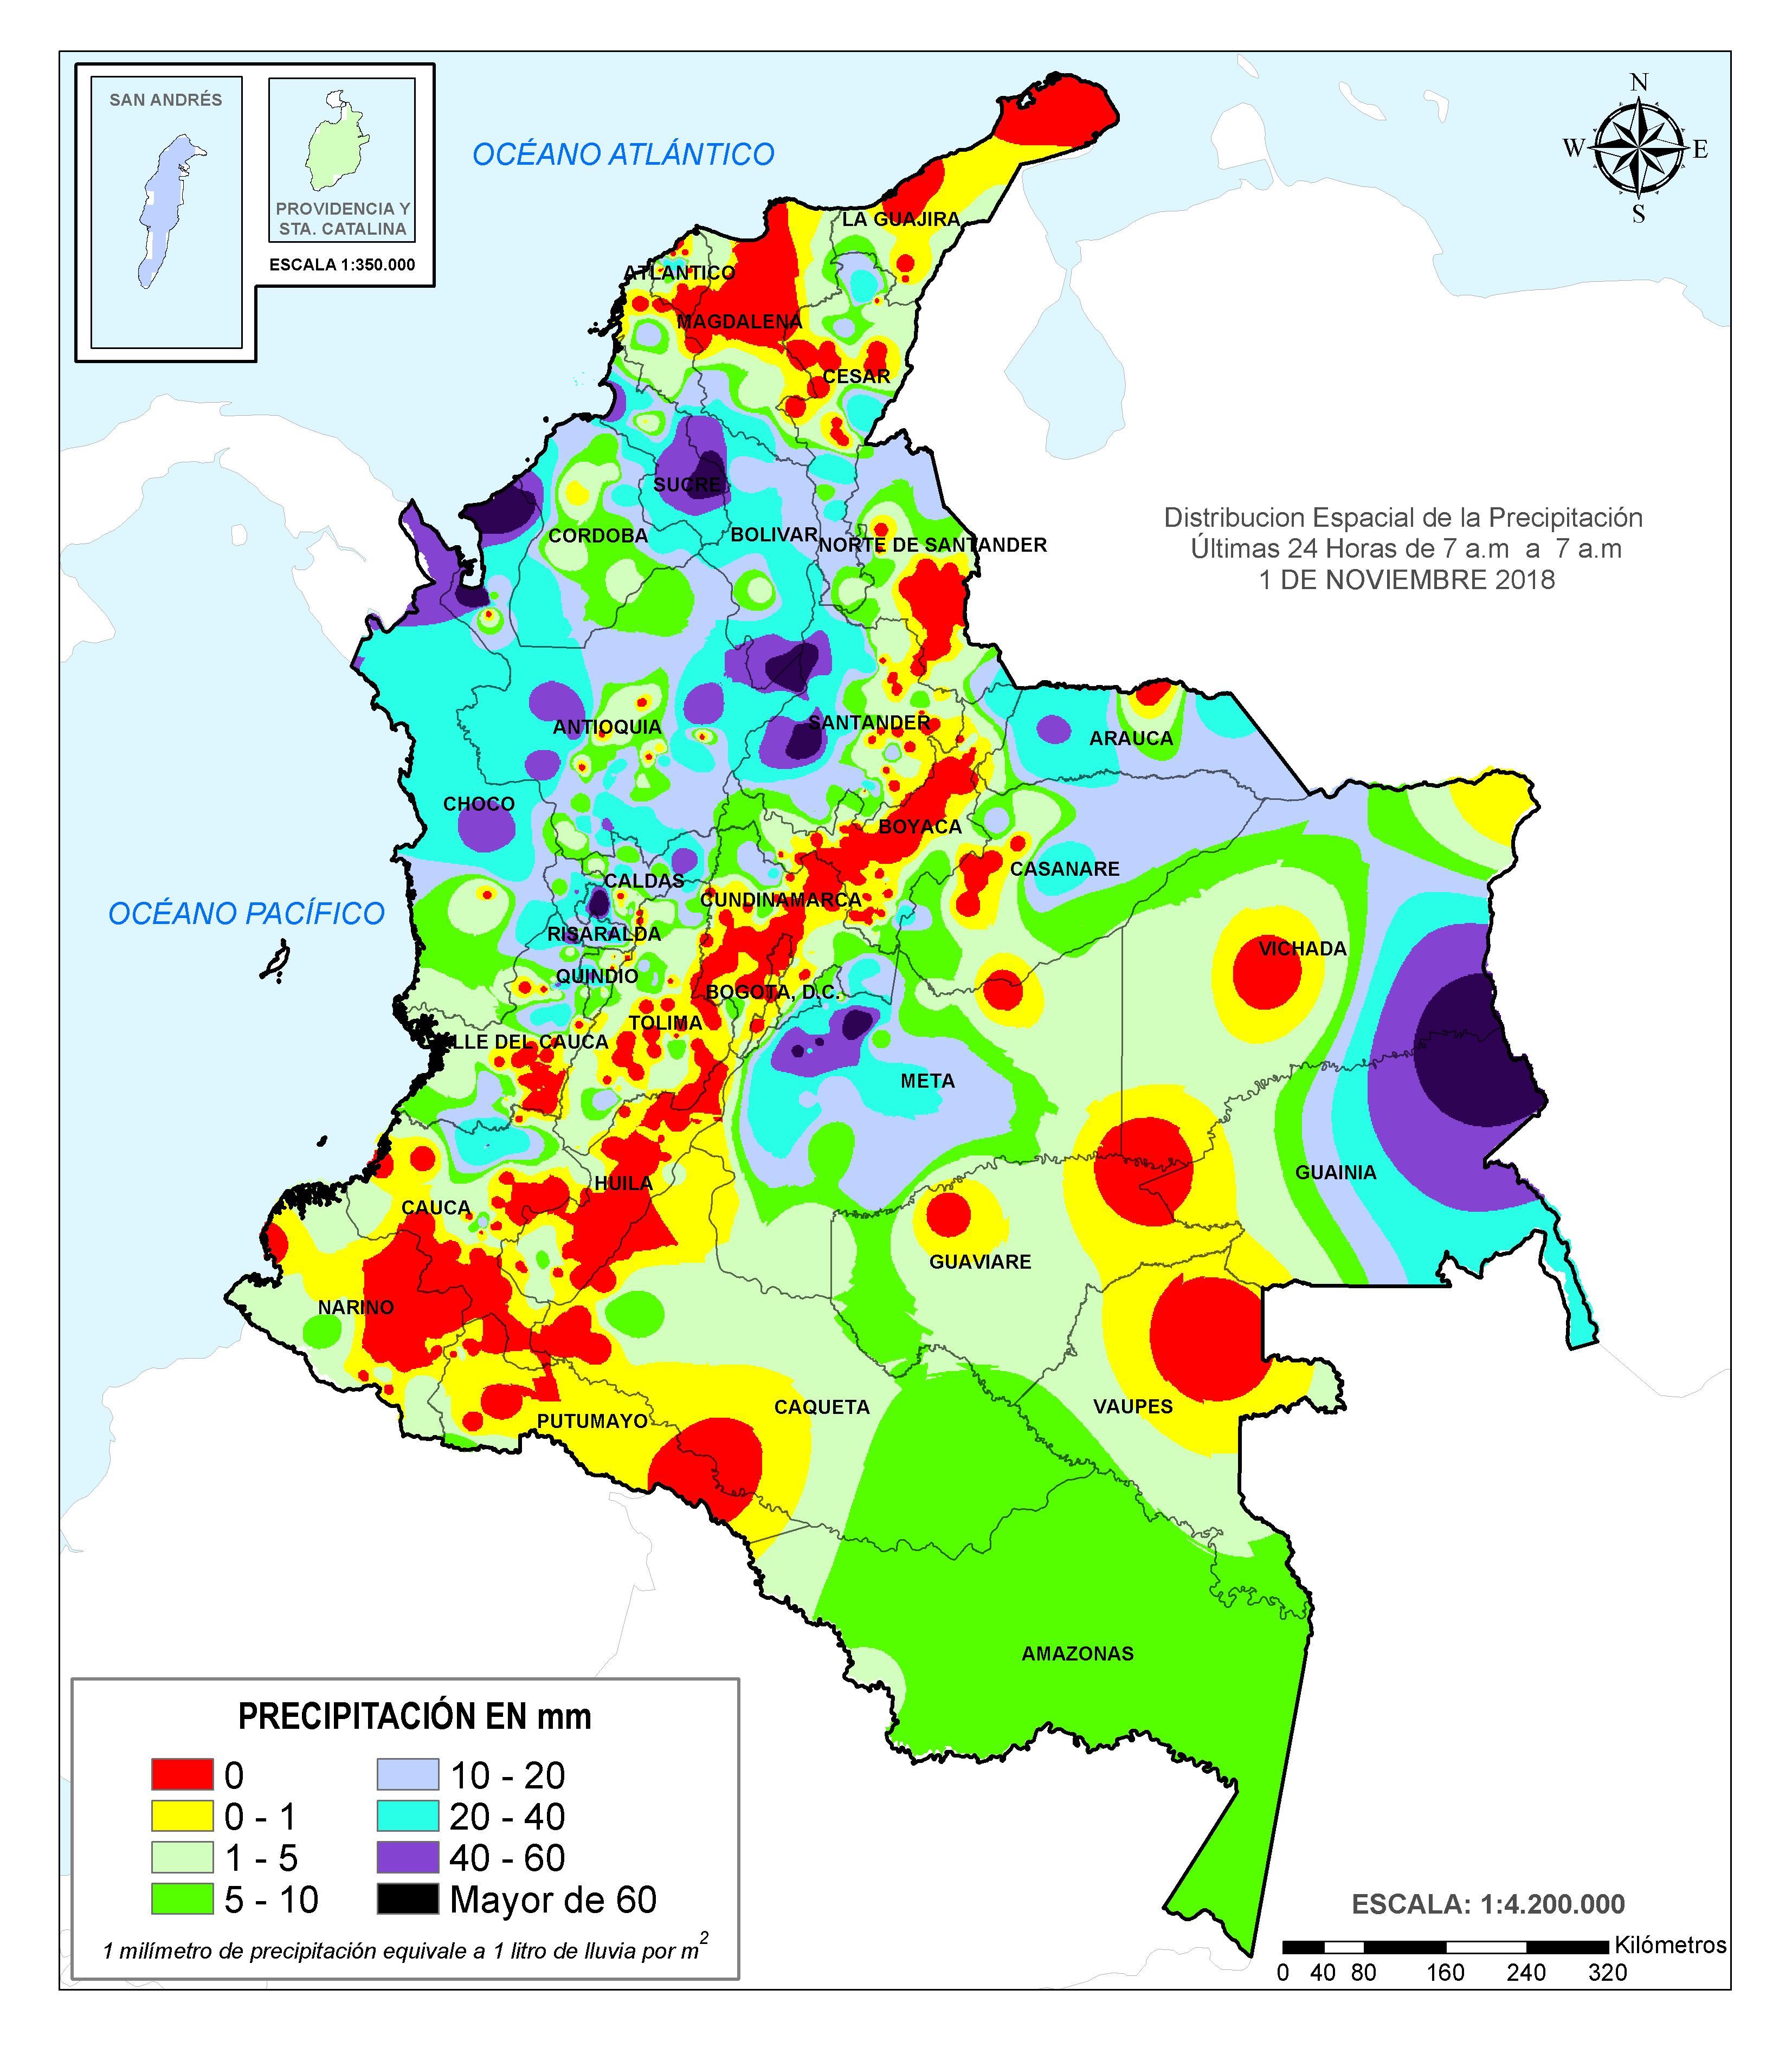 SAN ANDRÉS
PROVIDENCIA Y
STA. CATALINA
ESCALA 1:350.000
OCÉANO ATLÁNTICO
N
W
E
S
LA GUAJIRA
ATLANTICO
MAGDALENA
CESAR
SUCRE
CORDOBA
BOLIVAR
NORTE DE SANTANDER
Distribucion Espacial de la Precipitación
Últimas 24 Horas de 7 a.m a 7 a.m
1 DE NOVIEMBRE 2018
ANTIOQUIA
SANTANDER
ARAUCA
CHOCO
BOYACA
CASANARE
CALDAS
CUNDINAMARCA
OCÉANO PACÍFICO
RISARALDA
VICHADA
QUINDIO
BOGOTA, D.C.
TOLIMA
LLE DEL CAUCA
META
GUAINIA
HUILA
CAUCA
GUAVIARE
NARINO
CAQUETA
VAUPES
PUTUMAYO
AMAZONAS
PRECIPITACIÓN EN mm
0
0 - 1
1 - 5
5 - 10
10 - 20
20 - 40
40 - 60
Mayor de 60
1 milímetro de precipitación equivale a 1 litro de lluvia por m2
ESCALA: 1:4.200.000
Kilómetros
0 40 80 160 240 320